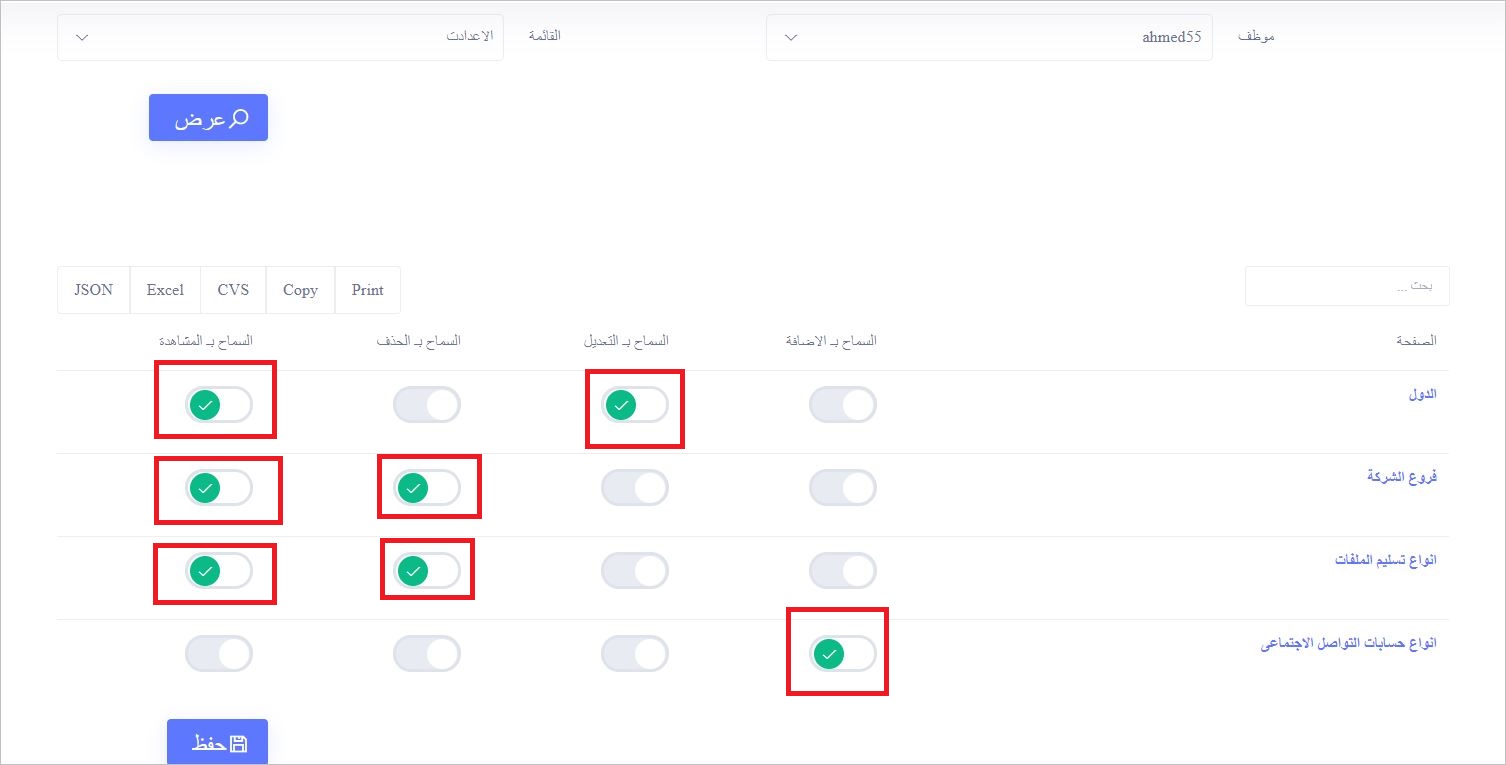 موظف ahmed55 القائمة الاعدادت
عرض
بحث ... Print Copy CVS Excel JSON
الصفحة السماح بـ الاضافة السماح بـ التعديل السماح بـ الحذف السماح بـ المشاهدة
الدول
فروع الشركة
انواع تسليم الملفات
انواع حسابات التواصل الاجتماعى
حفظ